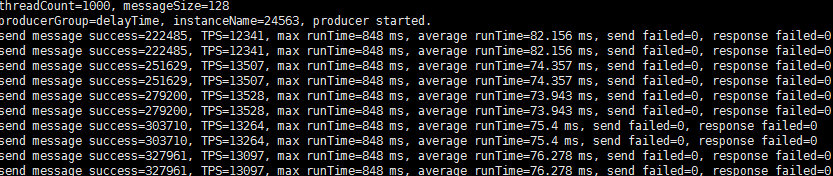 threadCount=1000, messageSize=128
producerGroup=delayTime, instanceName=24563, producer started.
send message success=222485, TPS=12341, max runTime=848 ms, average runTime=82.156 ms, send failed=0, response failed=0
send message success=222485, TPS=12341, max runTime=848 ms, average runTime=82.156 ms, send failed=0, response failed=0
send message success=251629, TPS=13507, max runTime=848 ms, average runTime=74.357 ms, send failed=0, response failed=0
send message success=251629, TPS=13507, max runTime=848 ms, average runTime=74.357 ms, send failed=0, response failed=0
send message success=279200, TPS=13528, max runTime=848 ms, average runTime=73.943 ms, send failed=0, response failed=0
send message success=279200, TPS=13528, max runTime=848 ms, average runTime=73.943 ms, send failed=0, response failed=0
send message success=303710, TPS=13264, max runTime=848 ms, average runTime=75.4 ms, send failed=0, response failed=0
send message success=303710, TPS=13264, max runTime=848 ms, average runTime=75.4 ms, send failed=0, response failed=0
send message success=327961, TPS=13097, max runTime=848 ms, average runTime=76.278 ms, send failed=0, response failed=0
send message success=327961, TPS=13097, max runTime=848 ms, average runTime=76.278 ms, send failed=0, response failed=0